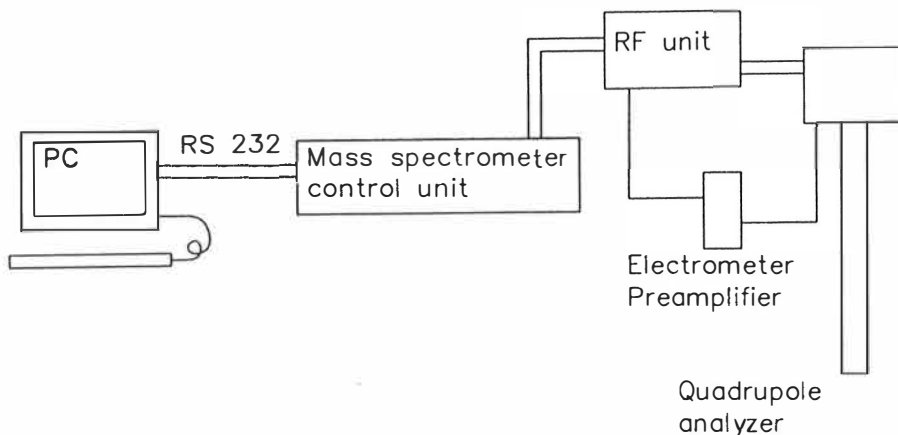 PC
RS 232
Mass spectrometer
control unit
RF unit
Electrometer
Preamplifier
Quadrupole
analyzer